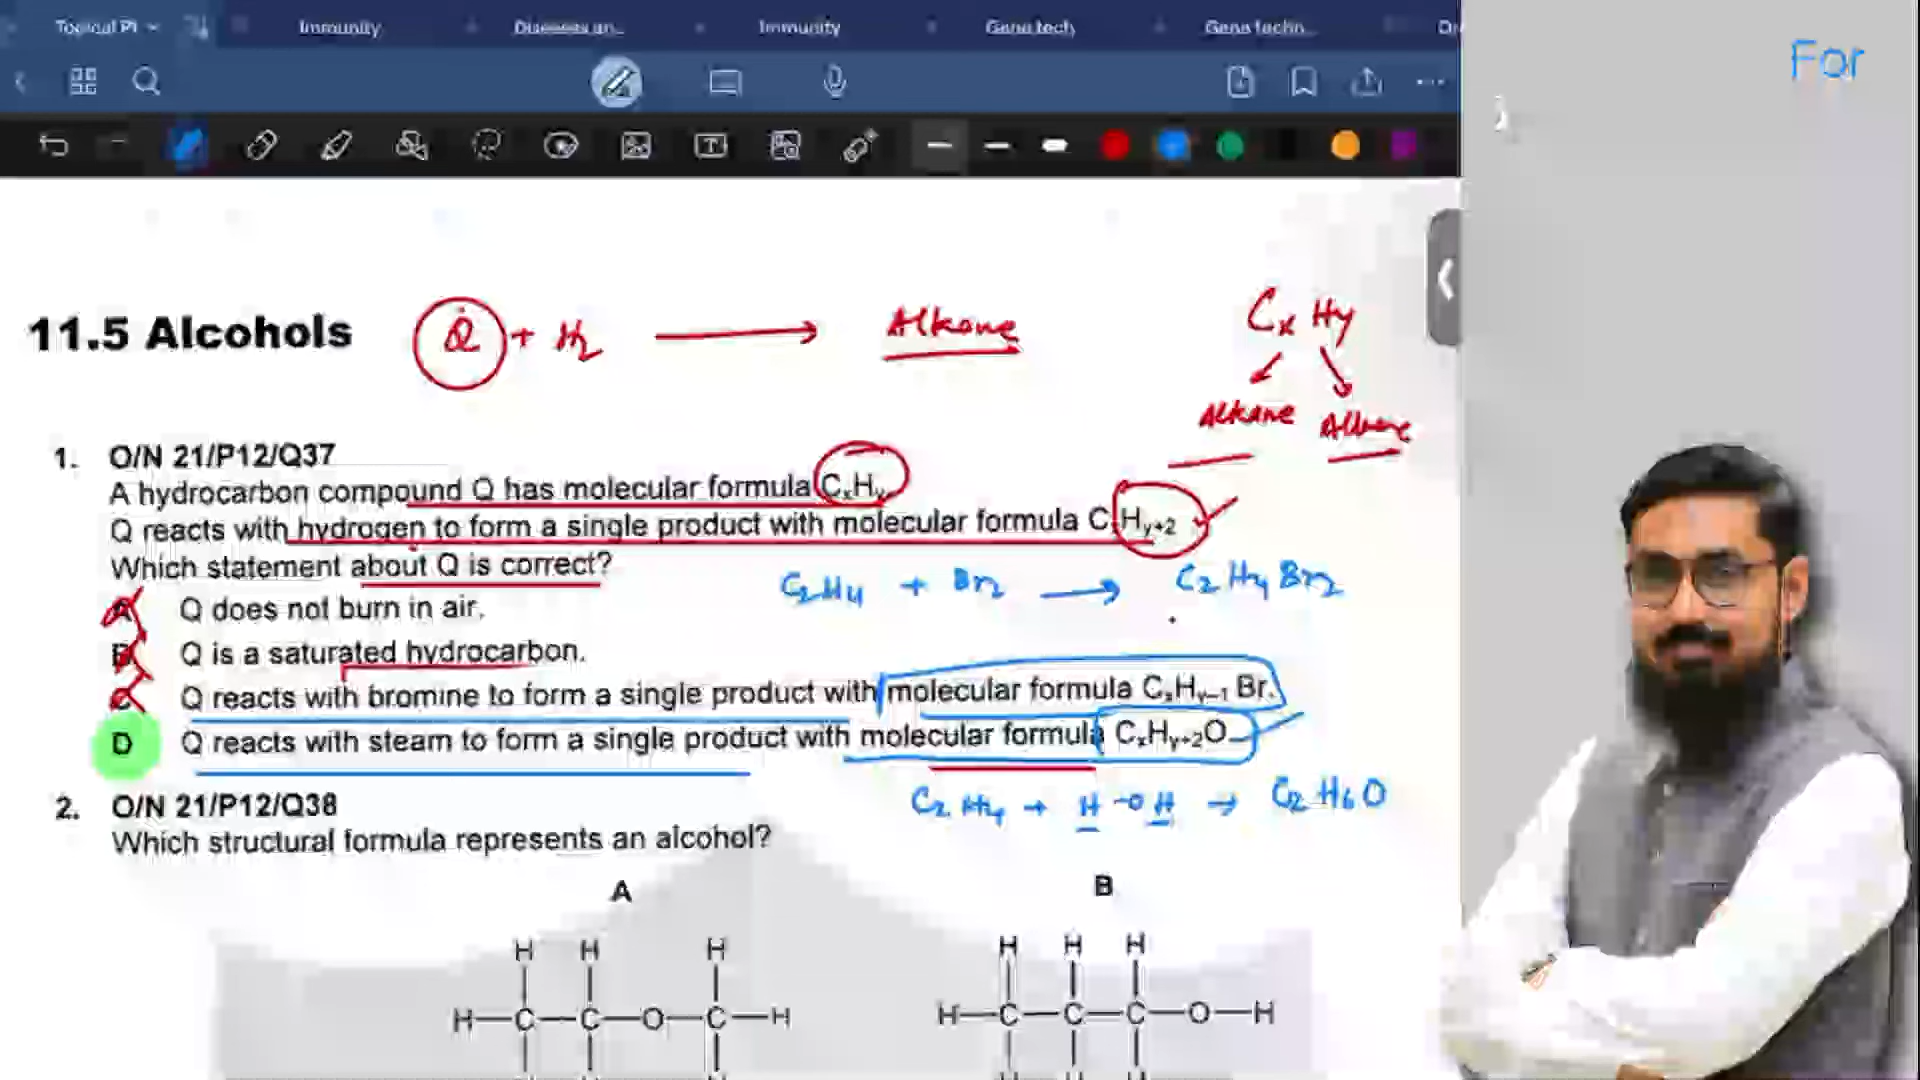 Topical P1
Immunity
Diseases an...
Immunity
Gene tech
Gene techn...
For
11.5 Alcohols
Q + H2 → Alkane
CxHy
Alkane
1. O/N 21/P12/Q37
A hydrocarbon compound Q has molecular formula CxHy.
Q reacts with hydrogen to form a single product with molecular formula CxHy+2
Which statement about Q is correct?
C2H4 + Br2 → C2H4Br2
A Q does not burn in air.
B Q is a saturated hydrocarbon.
C Q reacts with bromine to form a single product with molecular formula CxHy–1 Br.
D Q reacts with steam to form a single product with molecular formula CxHy+2O
C2H4 + H-OH → C2H6O
2. O/N 21/P12/Q38
Which structural formula represents an alcohol?
A B
H H H H H H
H—C—C—O—C—H H—C—C—C—O—H